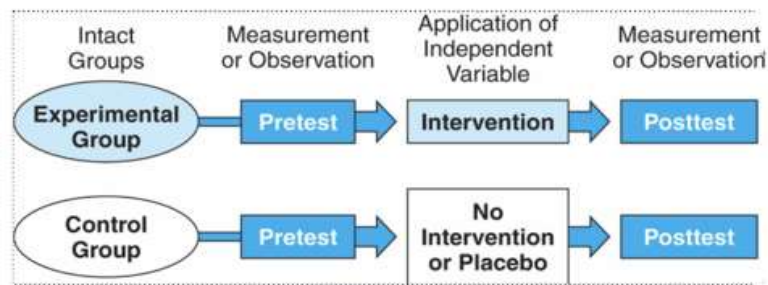 Intact
Groups
Measurement
or Observation
Application of
Independent
Variable
Measurement
or Observation
Experimental
Group
Pretest
Intervention
Posttest
Control
Group
Pretest
No
Intervention
or Placebo
Posttest